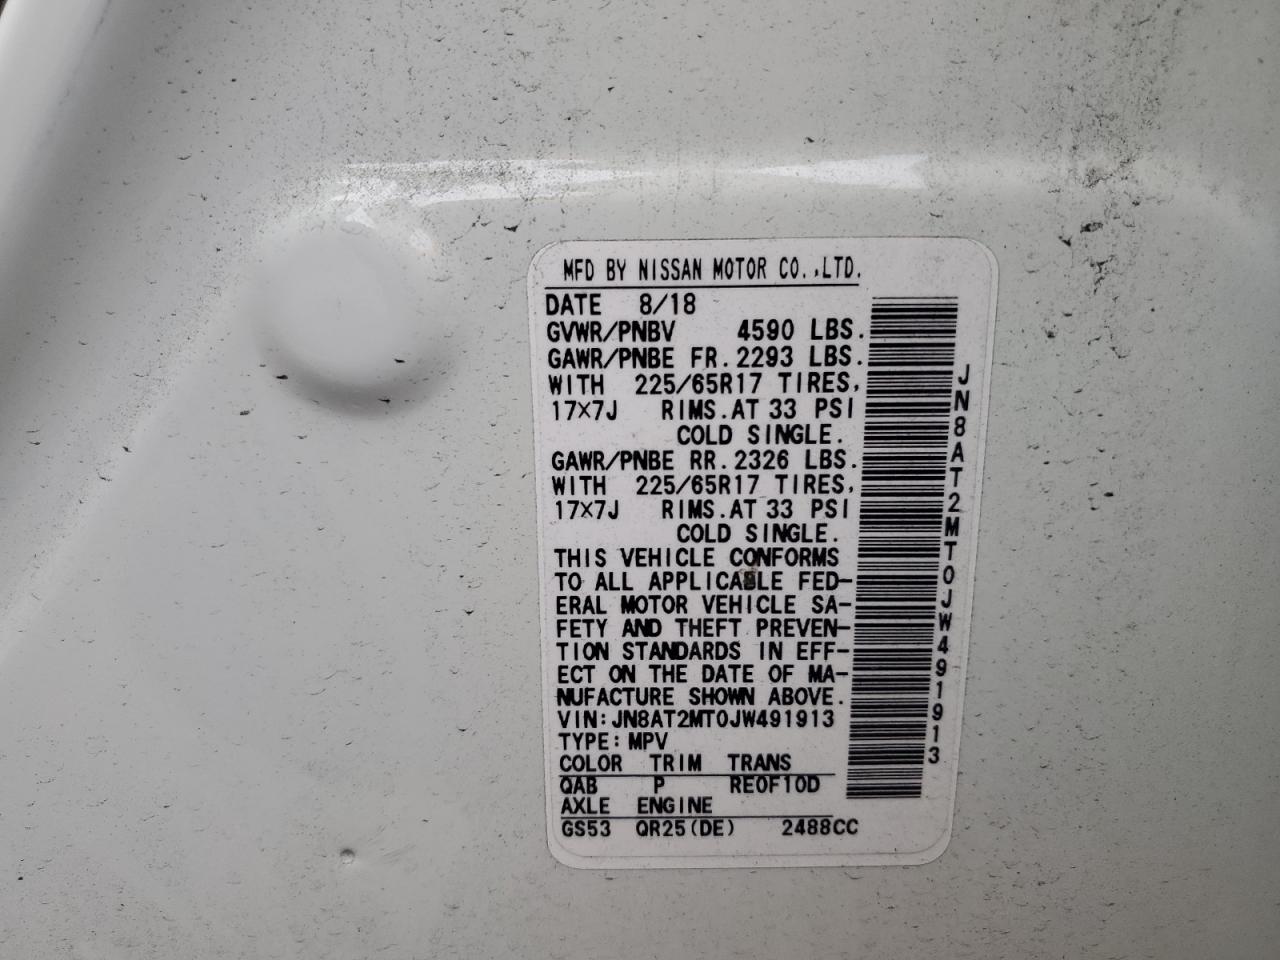 MFD BY NISSAN MOTOR CO.,LTD.
DATE 8/18
GVWR/PNBV 4590 LBS.
GAWR/PNBE FR.2293 LBS.
WITH 225/65R17 TIRES,
17×7J RIMS.AT 33 PSI
COLD SINGLE.
GAWR/PNBE RR.2326 LBS.
WITH 225/65R17 TIRES,
17×7J RIMS.AT 33 PSI
COLD SINGLE.
THIS VEHICLE CONFORMS
TO ALL APPLICABLE FED-
ERAL MOTOR VEHICLE SA-
FETY AND THEFT PREVEN-
TION STANDARDS IN EFF-
ECT ON THE DATE OF MA-
NUFACTURE SHOWN ABOVE.
VIN:JN8AT2MT0JW491913
TYPE:MPV
COLOR TRIM TRANS
QAB P RE0F10D
AXLE ENGINE
GS53 QR25(DE) 2488CC
JN8AT2MT0JW491913